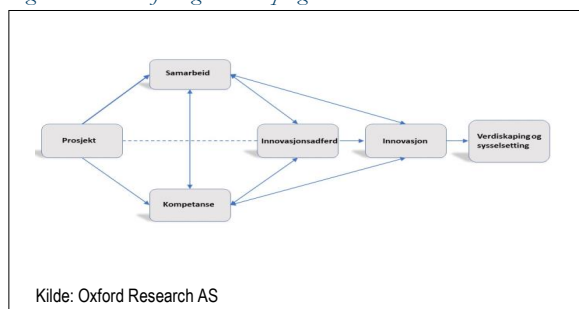 Samarbeid
Prosjekt
Innovasjonsadferd
Innovasjon
Verdiskaping og
sysselsetting
Kompetanse
Kilde: Oxford Research AS